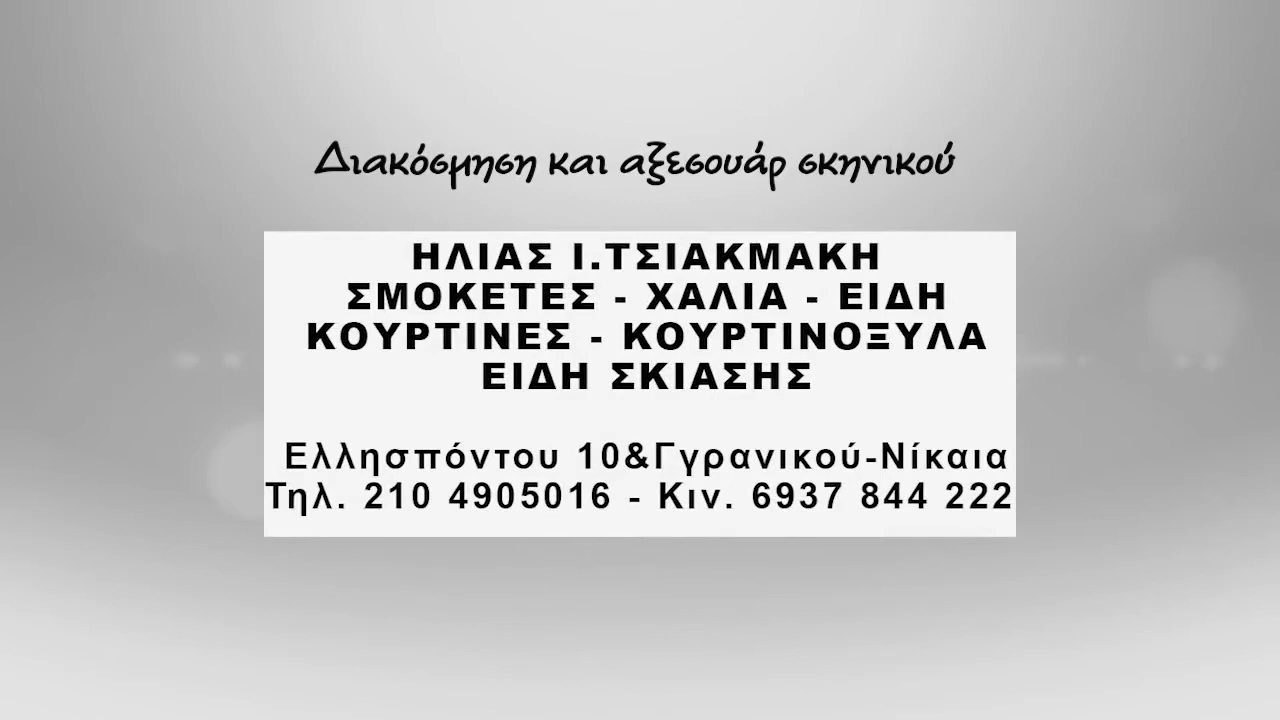 Διακόσμηση και αξεσουάρ σκηνικού
ΗΛΙΑΣ Ι.ΤΣΙΑΚΜΑΚΗ
ΣΜΟΚΕΤΕΣ - ΧΑΛΙΑ - ΕΙΔΗ
ΚΟΥΡΤΙΝΕΣ - ΚΟΥΡΤΙΝΟΞΥΛΑ
ΕΙΔΗ ΣΚΙΑΣΗΣ
Ελλησπόντου 10&Γγρανικού-Νίκαια
Τηλ. 210 4905016 - Κιν. 6937 844 222